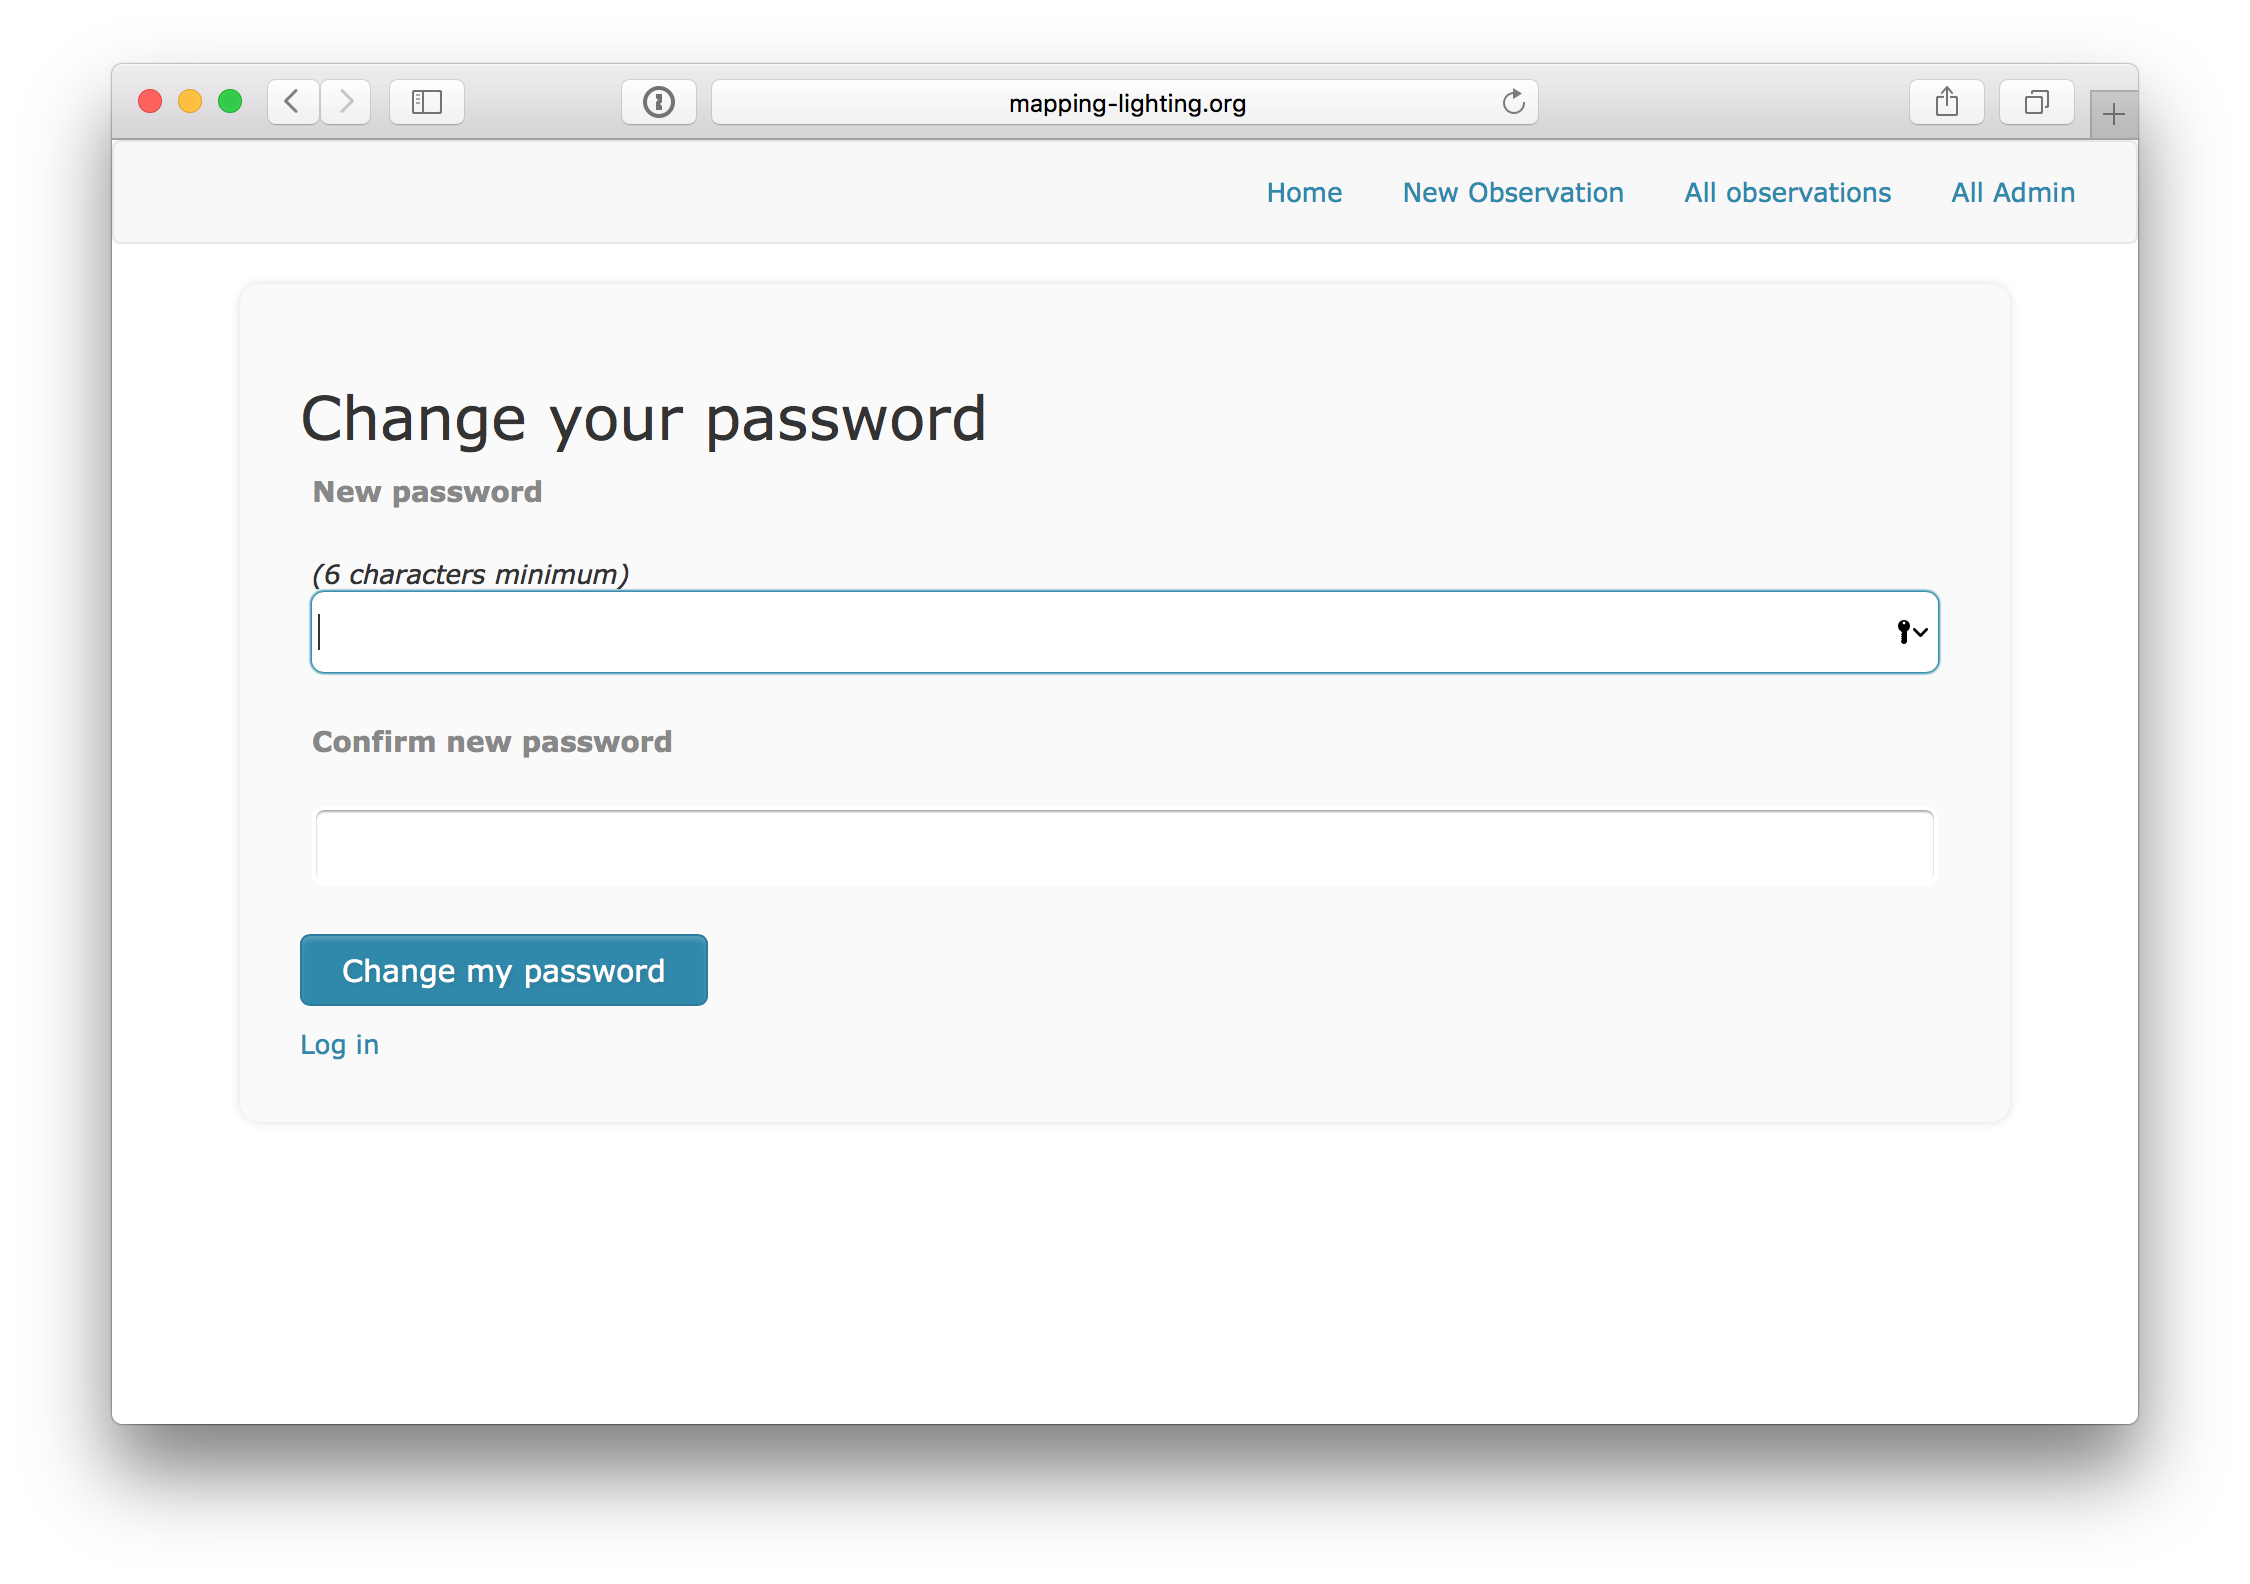 mapping-lighting.org
Home New Observation All observations All Admin
Change your password
New password
(6 characters minimum)
Confirm new password
Change my password
Log in